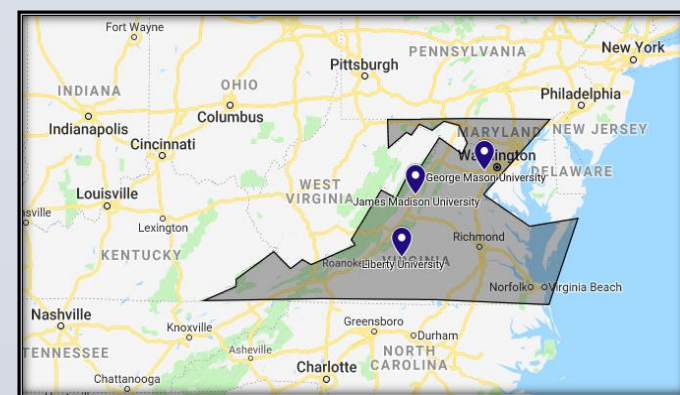 Fort Wayne
PENNSYLVANIA
New York
Pittsburgh
OHIO
INDIANA
Philadelphia
Columbus
Indianapolis
MARYLAND
NEW JERSEY
Cincinnati
Washington
DELAWARE
George Mason University
WEST
VIRGINIA
Louisville
James Madison University
Lexington
KENTUCKY
Richmond
Roanoke
VIRGINIA
Liberty University
Norfolk
Virginia Beach
Nashville
Knoxville
Greensboro
Durham
TENNESSEE
Asheville
NORTH
CAROLINA
Charlotte
Chattanooga